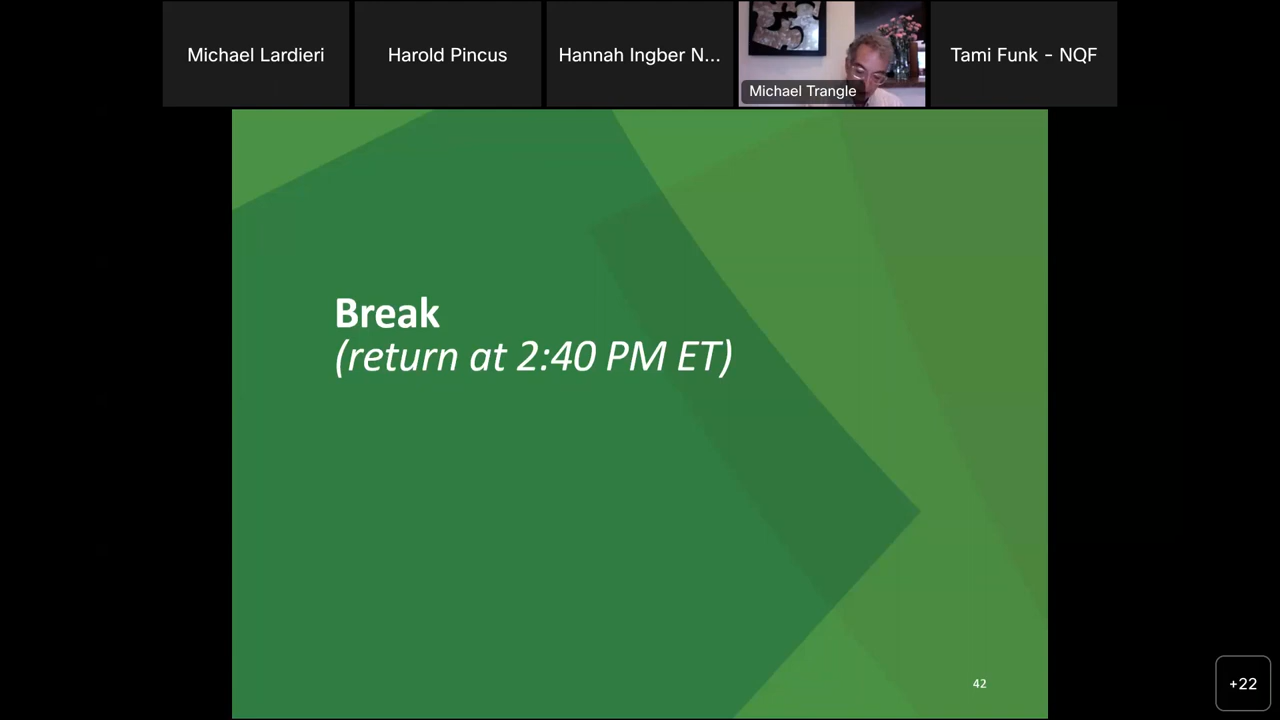 Michael Lardieri
Harold Pincus
Hannah Ingber N...
Michael Trangle
Tami Funk - NQF
Break
(return at 2:40 PM ET)
42
+22